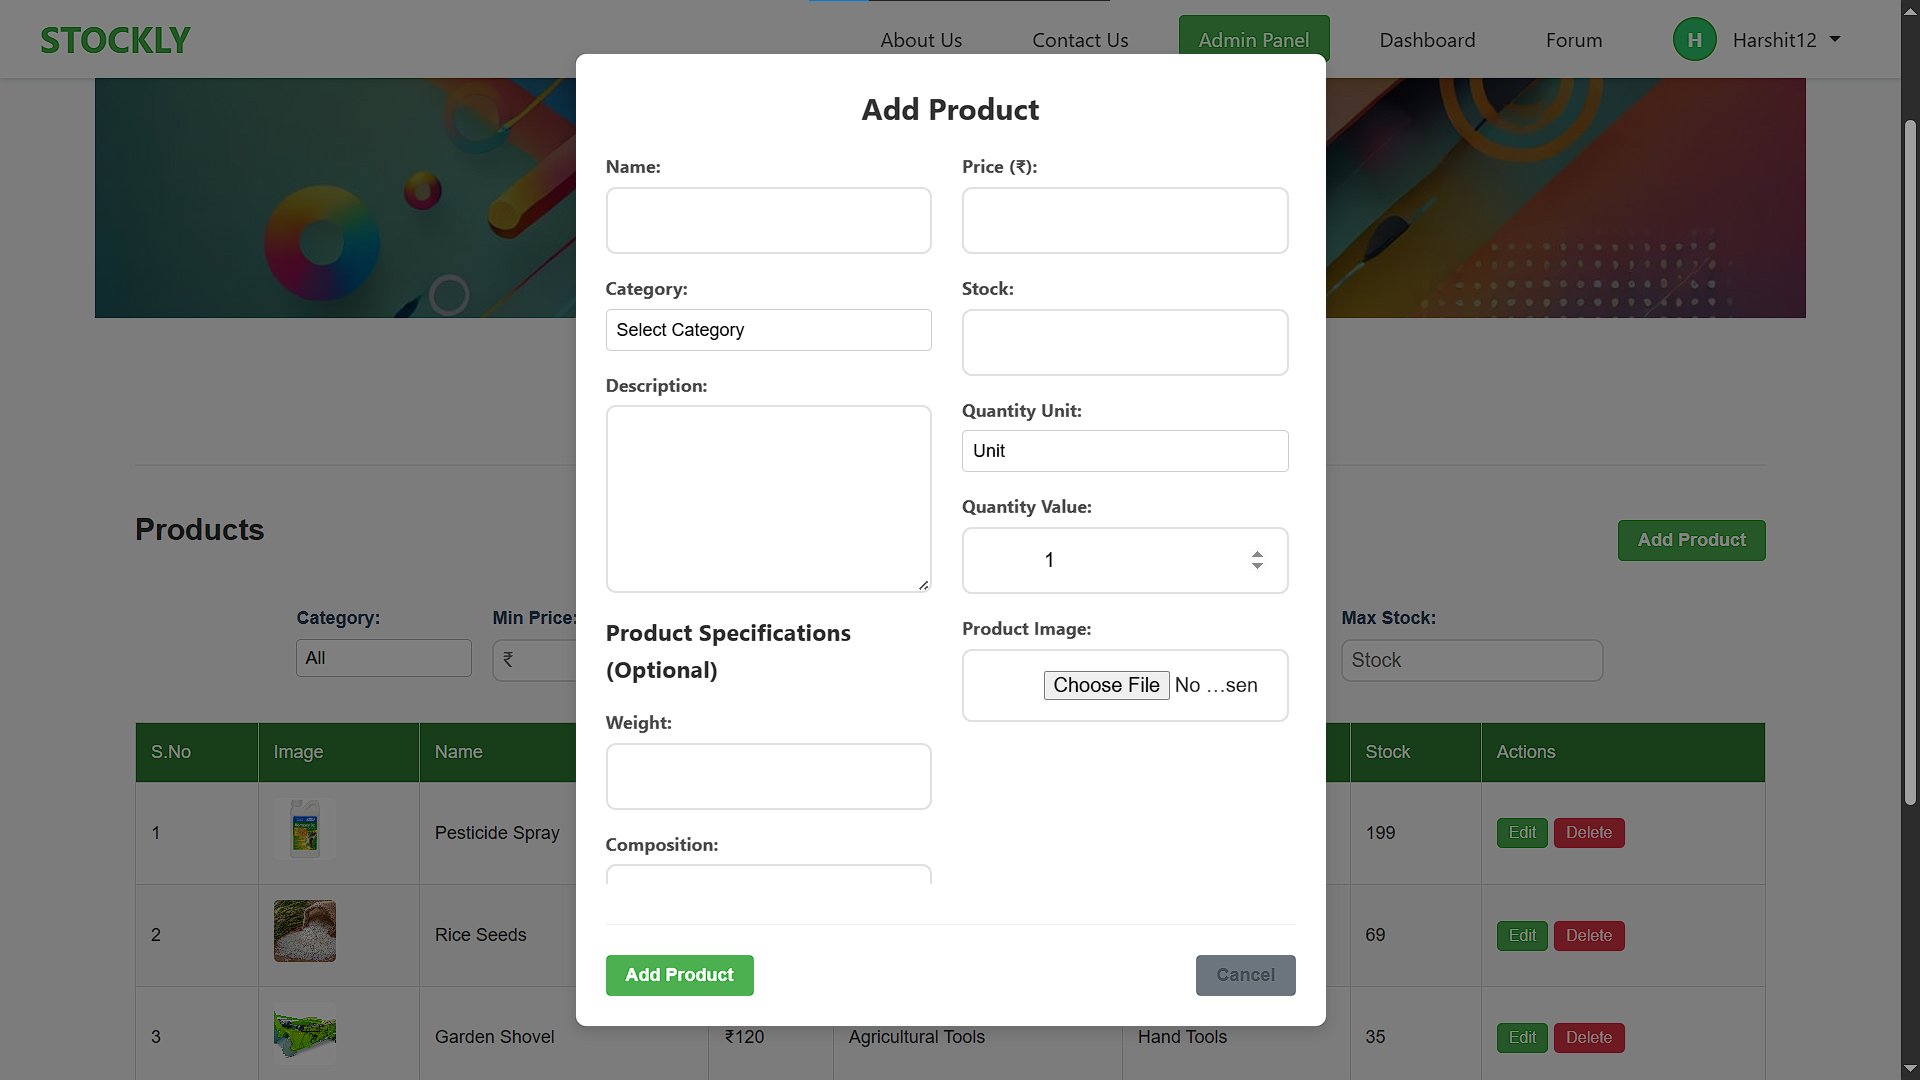 STOCKLY
About Us
Contact Us
Admin Panel
Dashboard
Forum
H
Harshit12
Add Product
Name:
Price (₹):
Category:
Select Category
Stock:
Description:
Quantity Unit:
Unit
Quantity Value:
1
Product Specifications
(Optional)
Product Image:
Choose File No …sen
Weight:
Composition:
Add Product
Cancel
Products
Add Product
Category:
All
Min Price:
₹
Max Stock:
Stock
S.No Image Name Stock Actions
1 Pesticide Spray 199 Edit Delete
2 Rice Seeds 69 Edit Delete
3 Garden Shovel ₹120 Agricultural Tools Hand Tools 35 Edit Delete